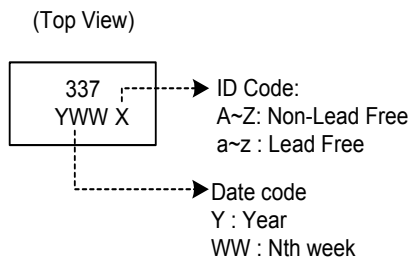 (Top View)
337
YWW X
ID Code:
A~Z: Non-Lead Free
a~z : Lead Free
Date code
Y : Year
WW : Nth week